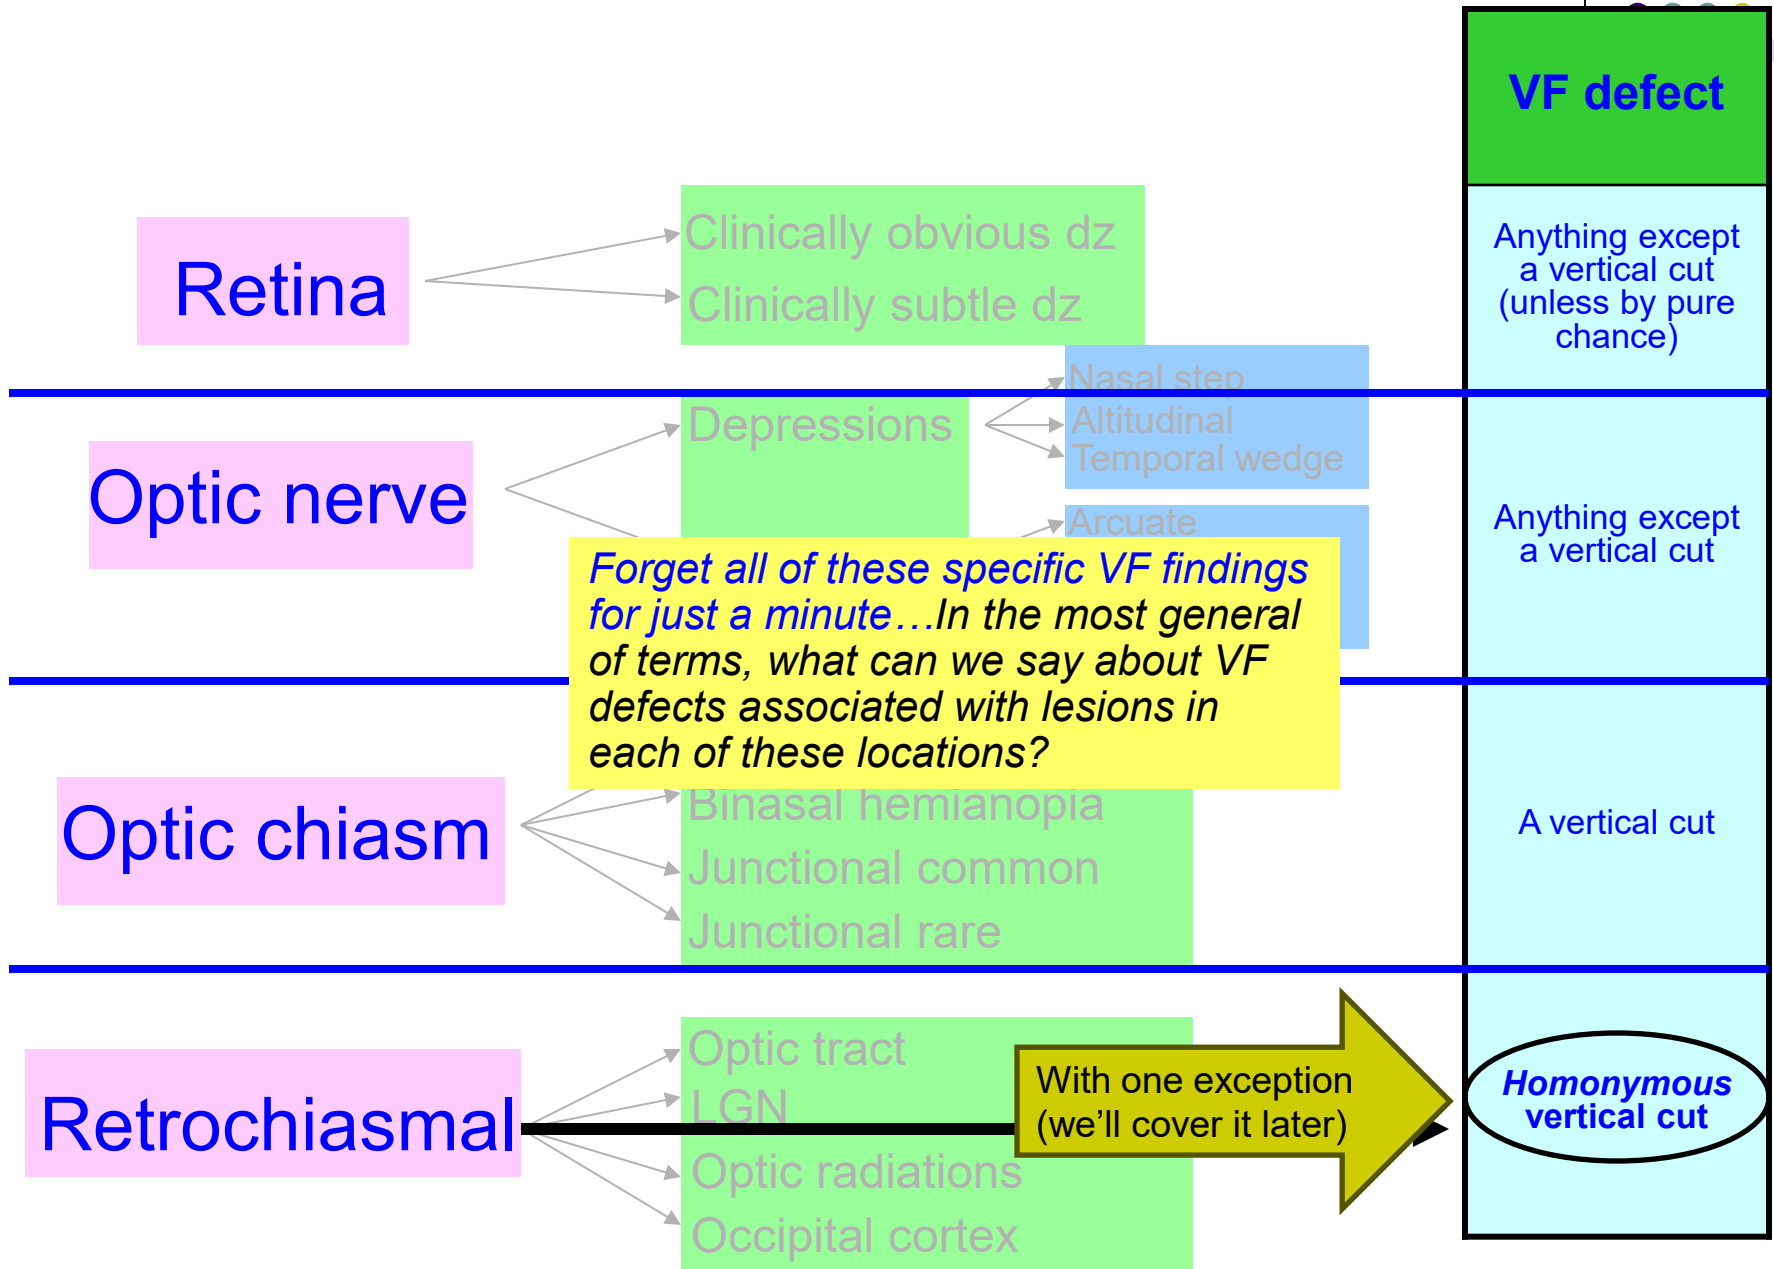 VF defect
Retina
Clinically obvious dz
Clinically subtle dz
Anything except
a vertical cut
(unless by pure
chance)
Optic nerve
Depressions
Nasal step
Altitudinal
Temporal wedge
Arcuate
Anything except
a vertical cut
Forget all of these specific VF findings
for just a minute…In the most general
of terms, what can we say about VF
defects associated with lesions in
each of these locations?
Optic chiasm
Binasal hemianopia
Junctional common
Junctional rare
A vertical cut
Retrochiasmal
Optic tract
LGN
Optic radiations
Occipital cortex
With one exception
(we’ll cover it later)
Homonymous
vertical cut